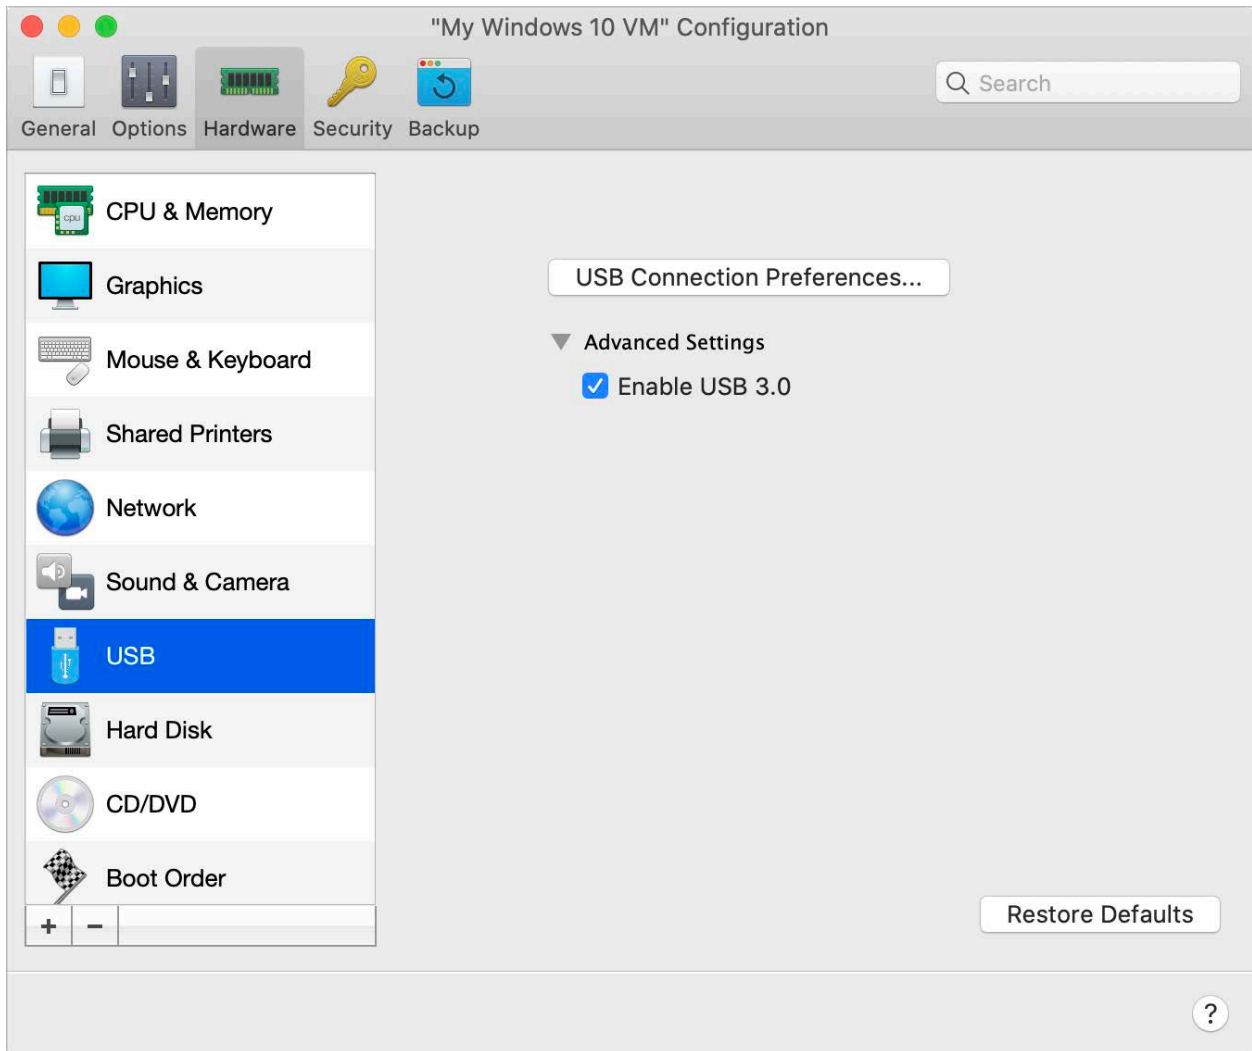 "My Windows 10 VM" Configuration
General Options Hardware Security Backup
Search
CPU & Memory
cpu
Graphics
Mouse & Keyboard
Shared Printers
Network
Sound & Camera
USB
Hard Disk
CD/DVD
Boot Order
+ −
USB Connection Preferences...
Advanced Settings
Enable USB 3.0
Restore Defaults
?